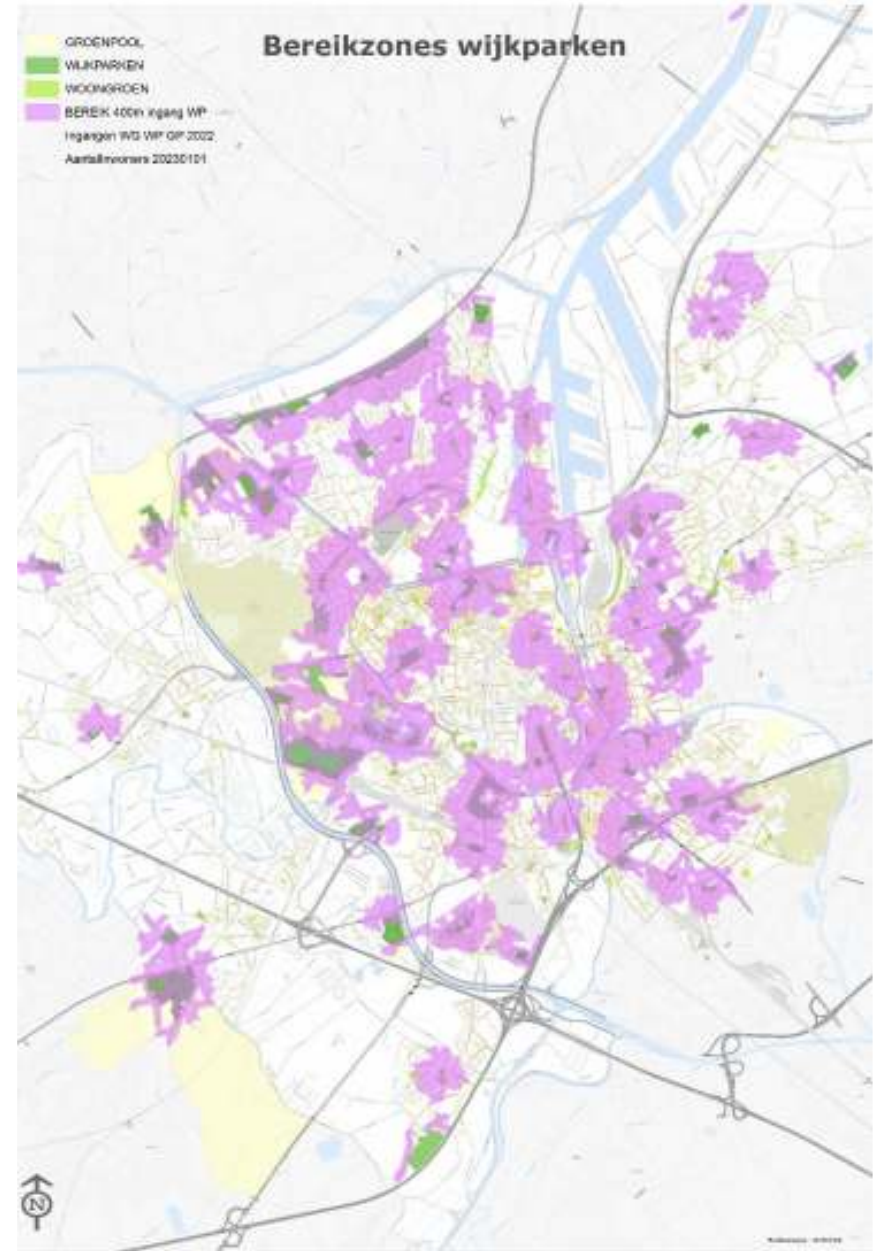 Bereikzones wijkparken
GROENPOOL
WIJKPARKEN
WOONGROEN
BEREIK 400m ingang WP
Ingangen WG WP GP 2022
Aantalinwoners 20230101
N